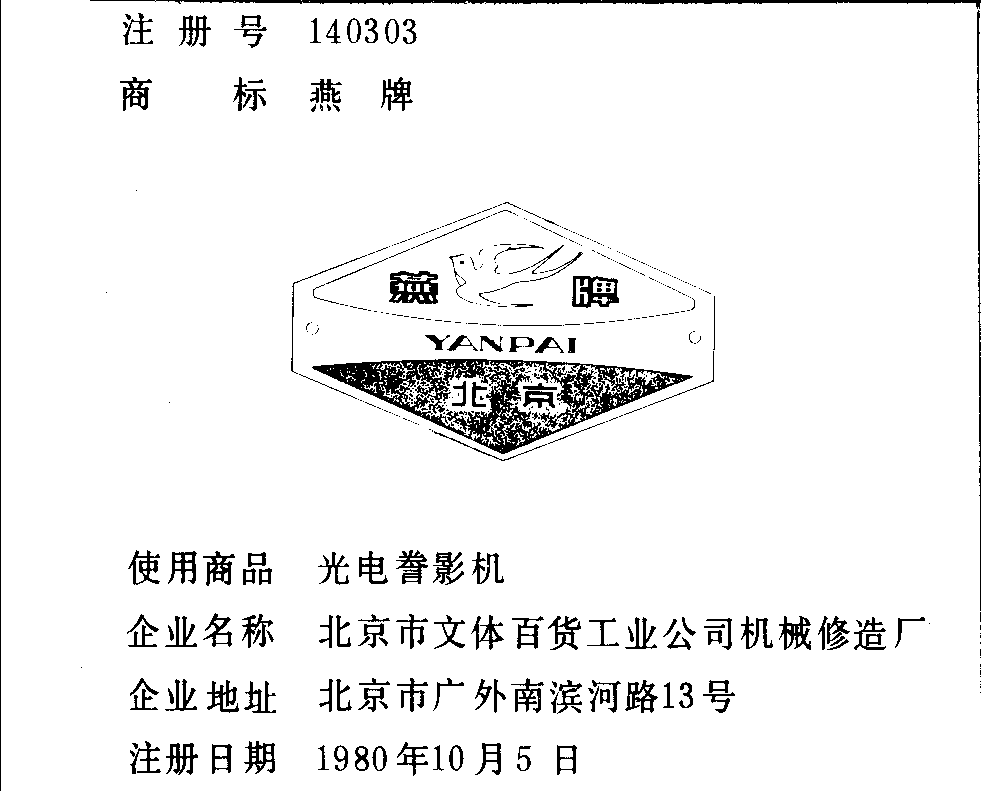 注册号 140303
商标 燕牌
燕牌
YANPAI
北京
使用商品 光电誊影机
企业名称 北京市文体百货工业公司机械修造厂
企业地址 北京市广外南滨河路13号
注册日期 1980年10月5日